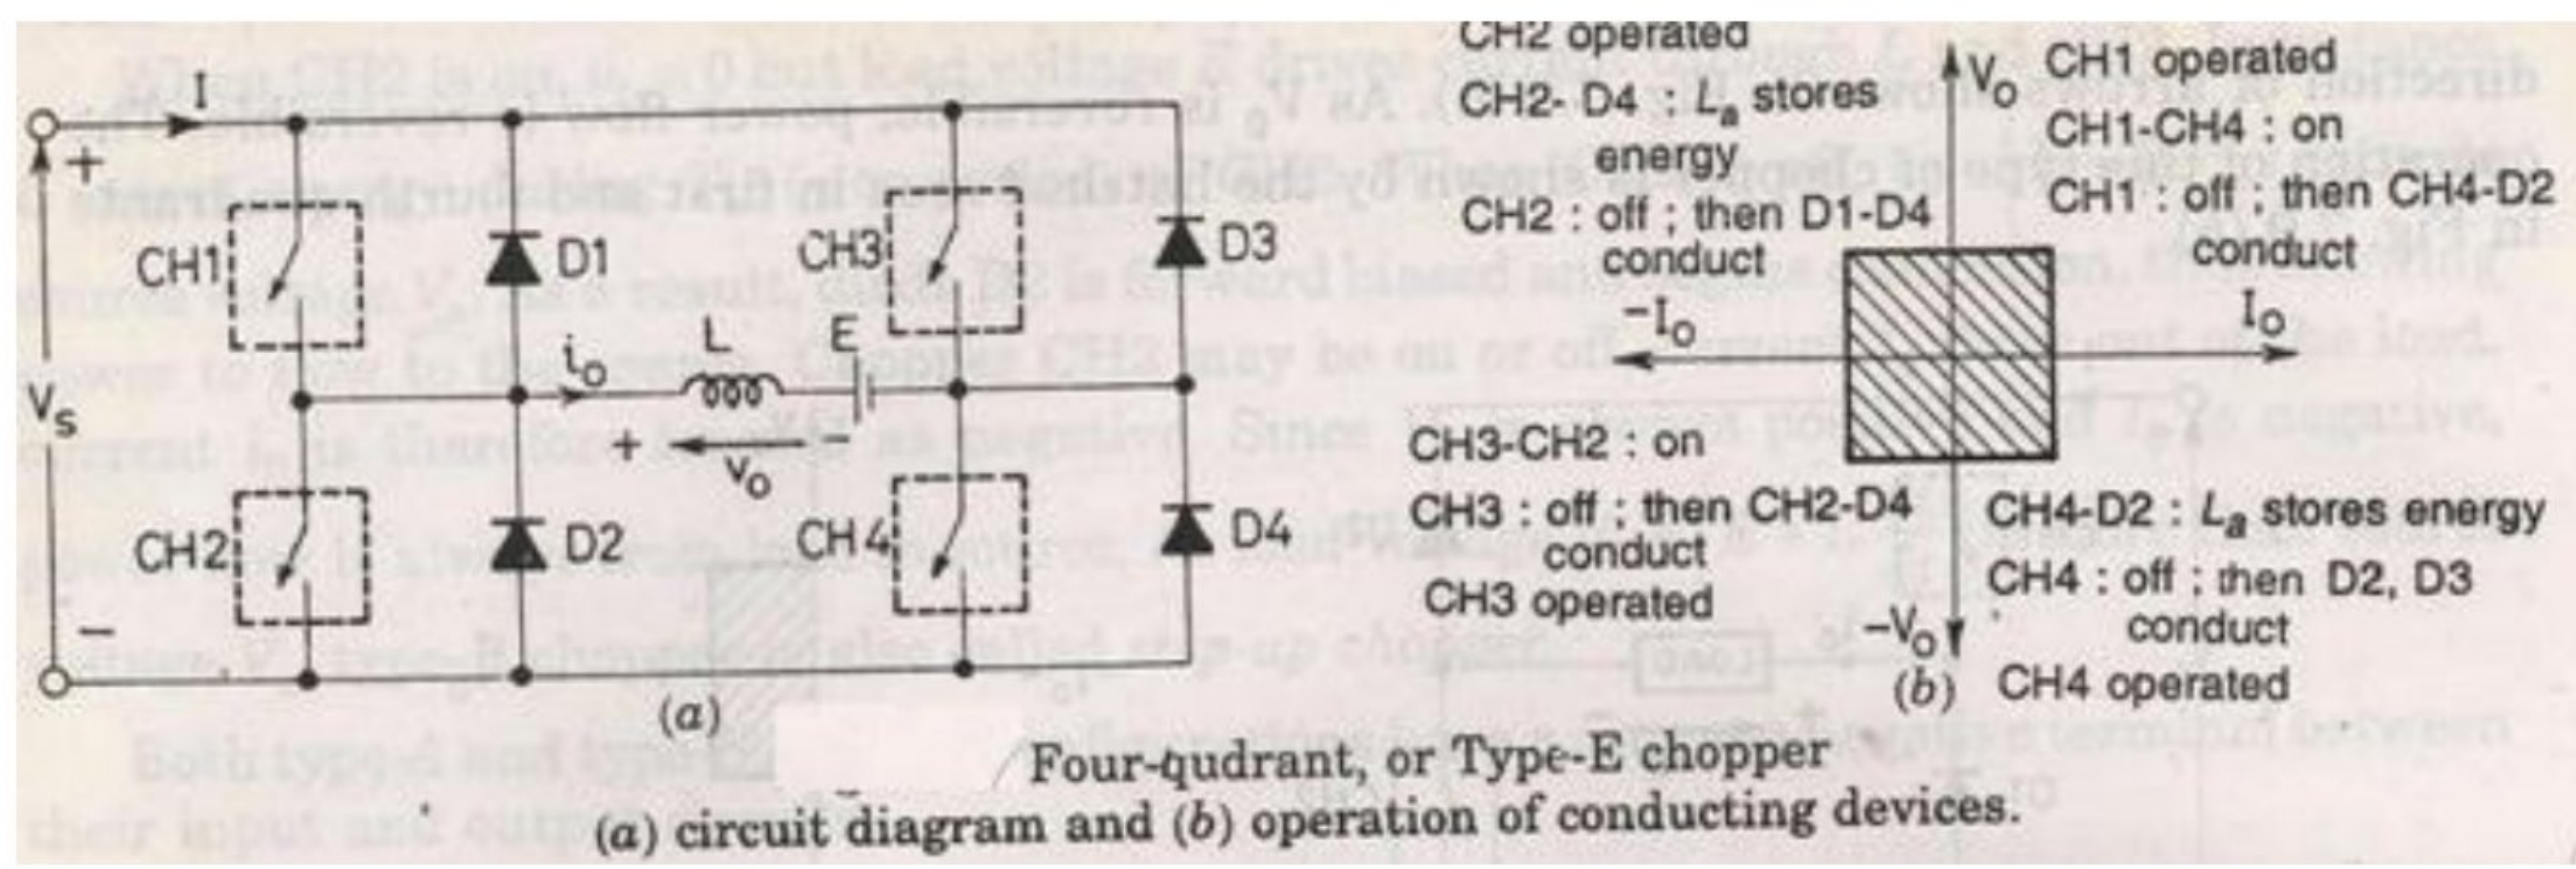 I
+
Vs
−
CH1
D1
CH3
D3
io
L
E
+ vo −
CH2
D2
CH4
D4
(a)
CH2 operated
CH2- D4 : La stores
energy
CH2 : off ; then D1-D4
conduct
Vo
CH1 operated
CH1-CH4 : on
CH1 : off ; then CH4-D2
conduct
-Io
Io
CH3-CH2 : on
CH3 : off ; then CH2-D4
conduct
CH3 operated
CH4-D2 : La stores energy
CH4 : off ; then D2, D3
conduct
CH4 operated
-Vo
(b)
Four-qudrant, or Type-E chopper
(a) circuit diagram and (b) operation of conducting devices.